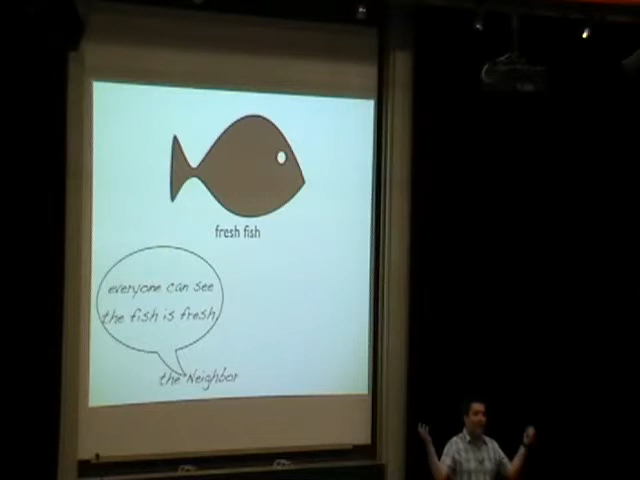 fresh fish
everyone can see
the fish is fresh
the Neighbor